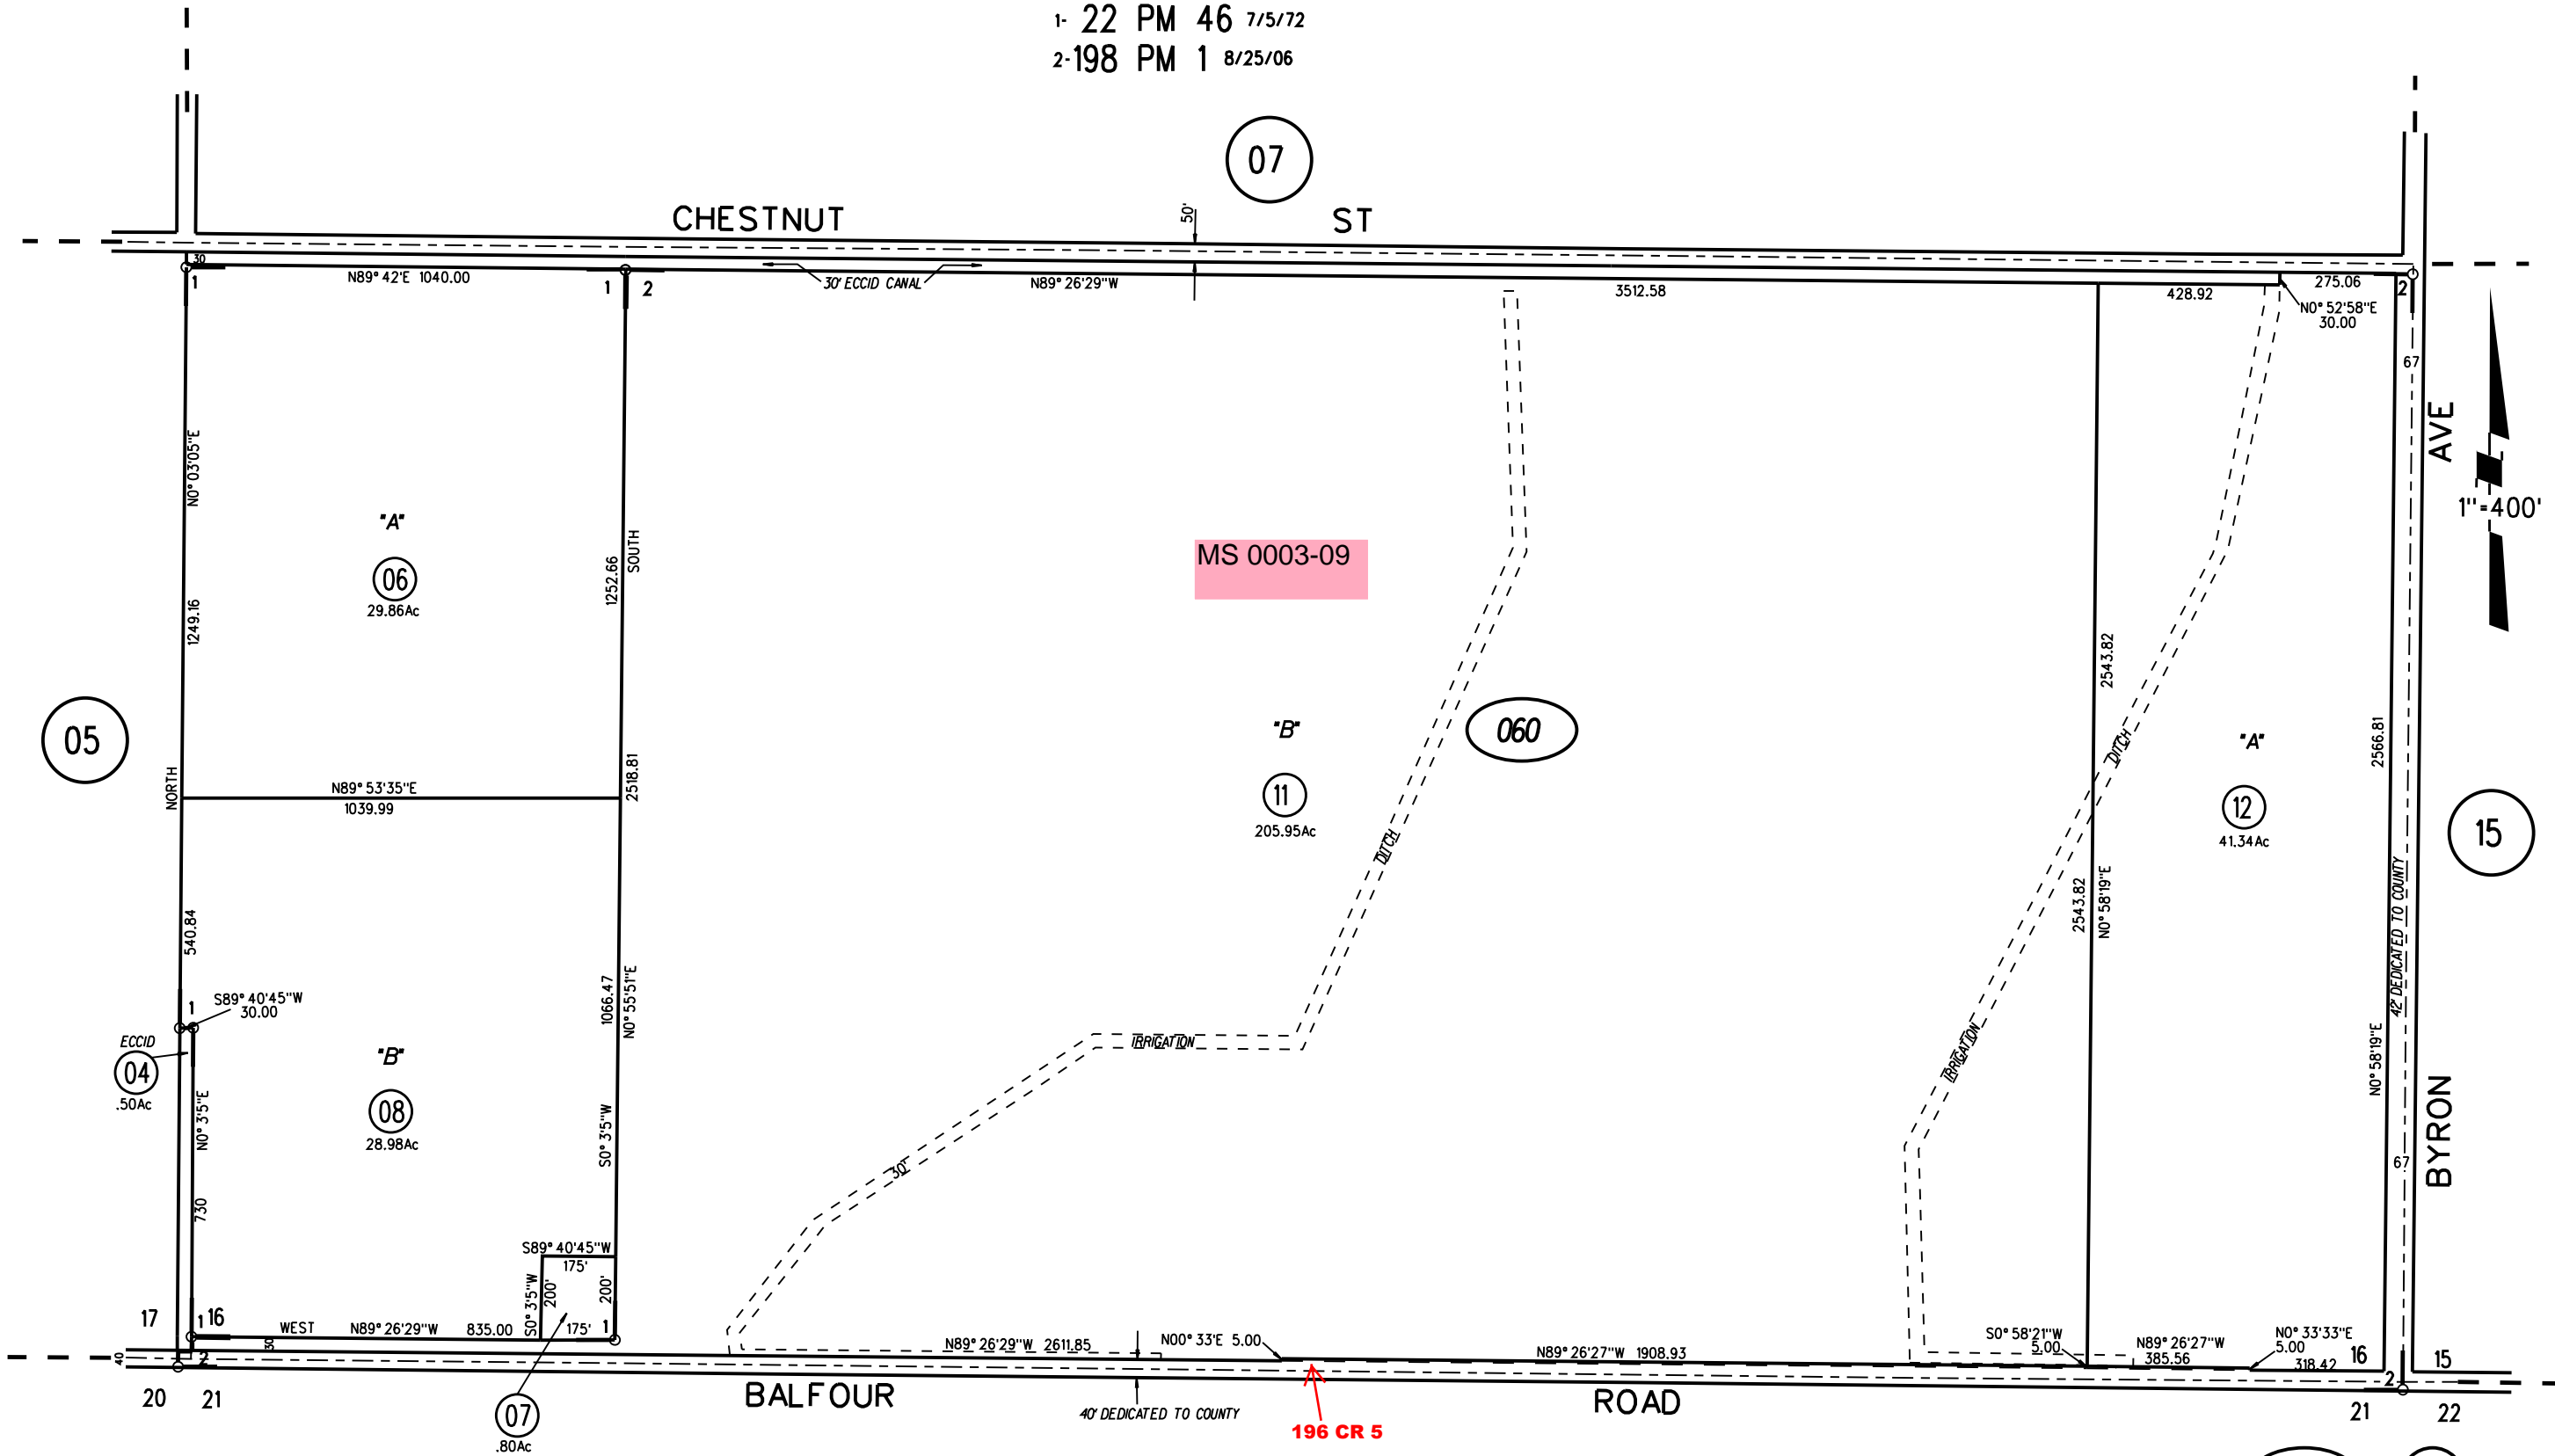 1- 22 PM 46 7/5/72
2-198 PM 1 8/25/06
07
CHESTNUT ST
50'
30
1
N89° 42'E 1040.00
1 2
30' ECCID CANAL
N89° 26'29"W
3512.58
428.92
275.06
2
N0° 52'58"E
30.00
67
AVE
1"=400'
N0° 03'05"E
1249.16
"A"
06
29.86Ac
1252.66
SOUTH
MS 0003-09
05
NORTH
N89° 53'35"E
1039.99
2518.81
"B"
060
11
205.95Ac
DITCH
2543.82
DITCH
"A"
12
41.34Ac
2566.81
15
540.84
1
S89° 40'45"W
30.00
ECCID
04
.50Ac
"B"
08
28.98Ac
1066.47
N0° 55'51"E
2543.82
N0° 58'19"E
42' DEDICATED TO COUNTY
N0° 58'19"E
IRRIGATION
IRRIGATION
30'
N0° 3'5"E
730
S0° 3'5"W
67
BYRON
S89° 40'45"W
175'
S0° 3'5"W
200'
200'
17 1 16
WEST N89° 26'29"W 835.00 175' 1
30
40
2
N89° 26'29"W 2611.85
N00° 33'E 5.00
N89° 26'27"W 1908.93
S0° 58'21"W
5.00
N89° 26'27"W
385.56
N0° 33'33"E
5.00
318.42
16 15
2
20 21
BALFOUR ROAD
07
.80Ac
40' DEDICATED TO COUNTY
196 CR 5
21 22